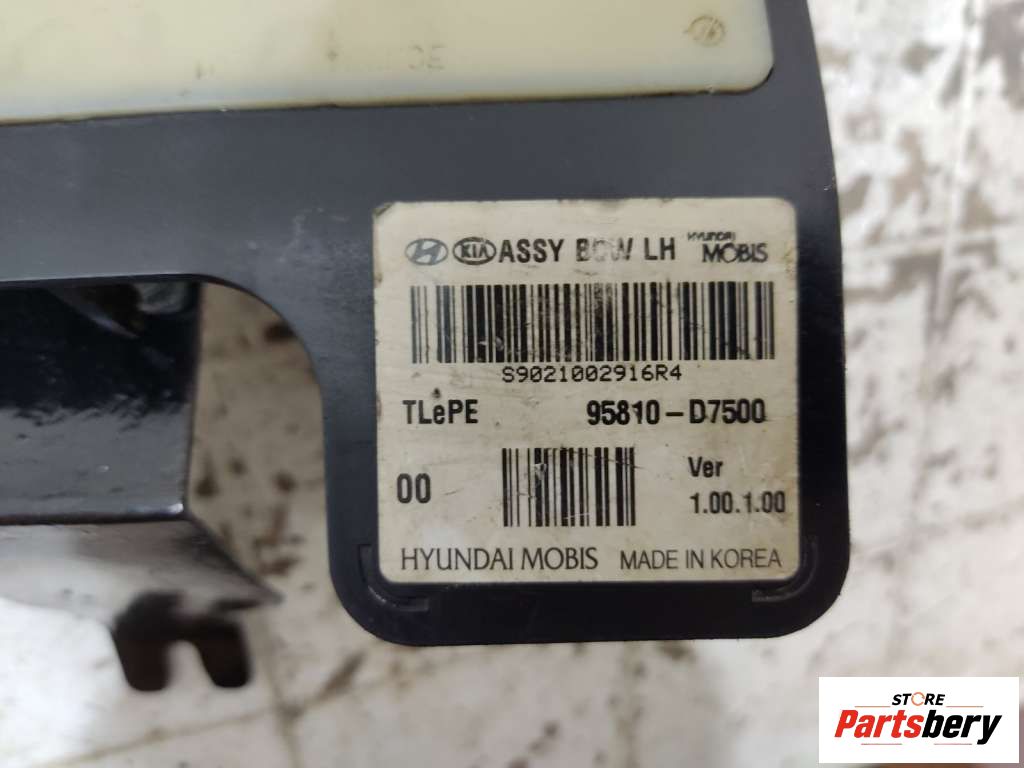 KIA ASSY BCW LH HYUNDAI MOBIS
S9021002916R4
TLePE 95810-D7500
00 Ver
1.00.1.00
HYUNDAI MOBIS MADE IN KOREA
STORE
Partsbery